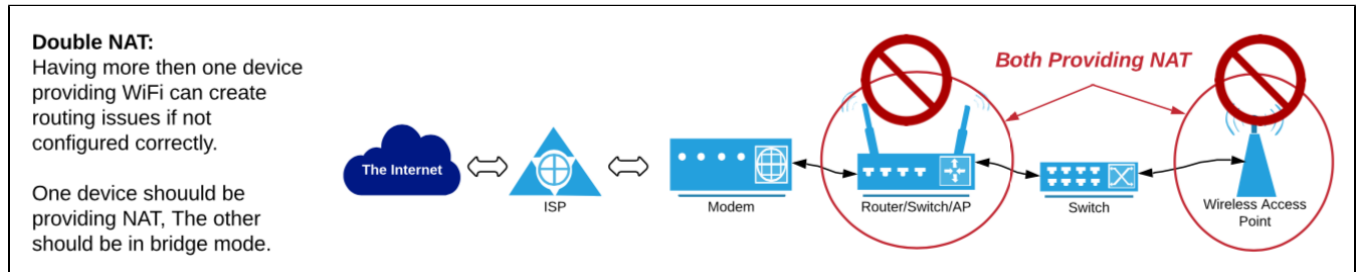 Double NAT:
Having more then one device
providing WiFi can create
routing issues if not
configured correctly.
One device shouuld be
providing NAT, The other
should be in bridge mode.
Both Providing NAT
The Internet
ISP
Modem
Router/Switch/AP
Switch
Wireless Access
Point